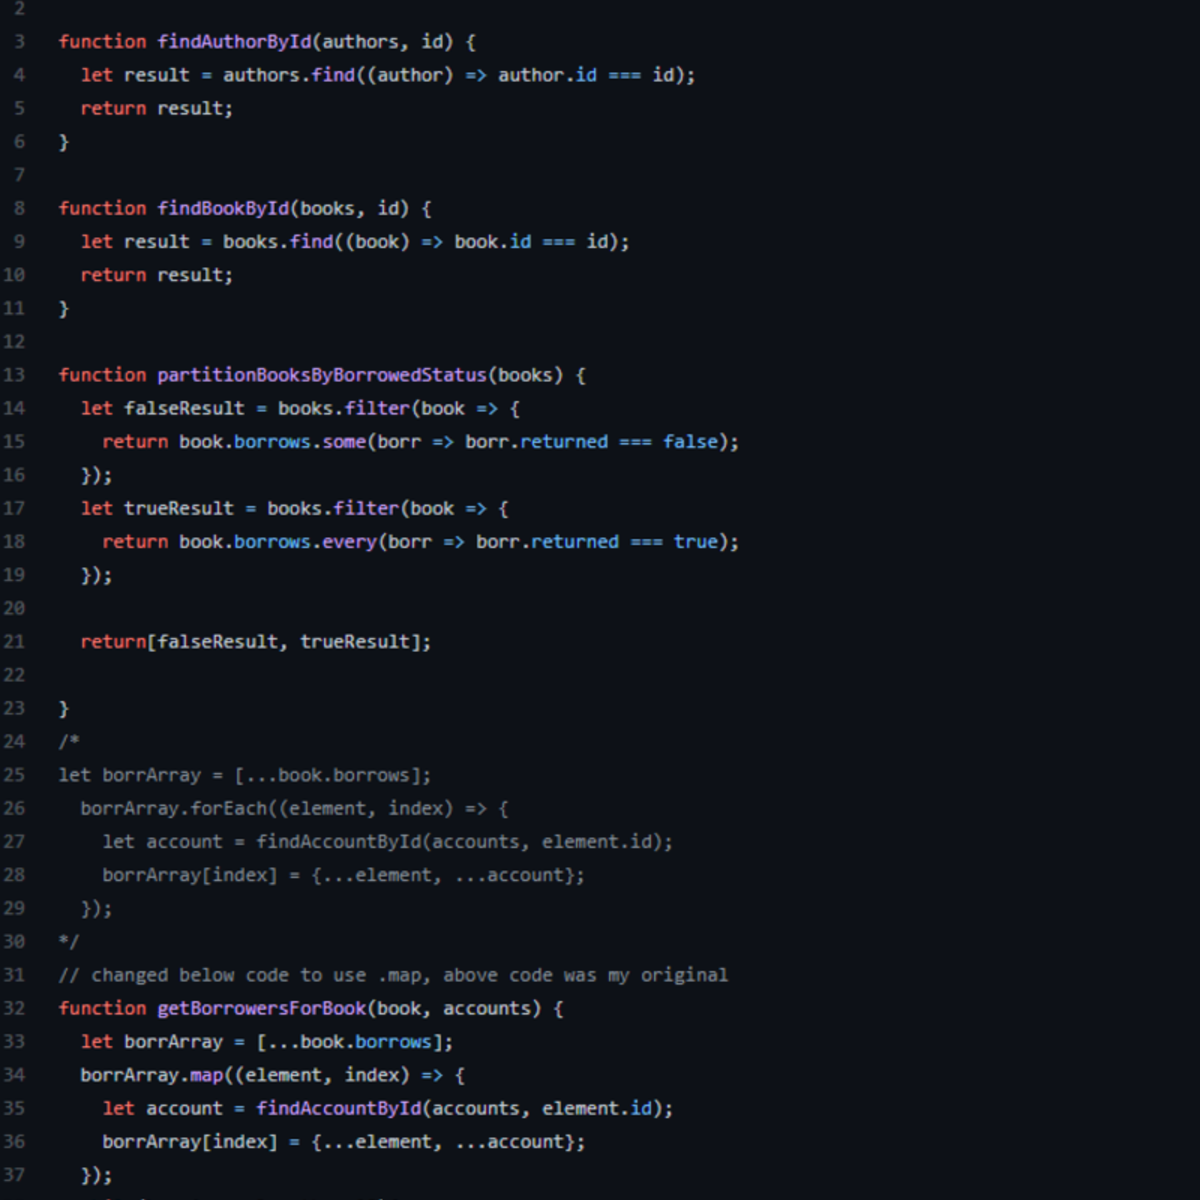 2
3 function findAuthorById(authors, id) {
4 let result = authors.find((author) => author.id === id);
5 return result;
6 }
7
8 function findBookById(books, id) {
9 let result = books.find((book) => book.id === id);
10 return result;
11 }
12
13 function partitionBooksByBorrowedStatus(books) {
14 let falseResult = books.filter(book => {
15 return book.borrows.some(borr => borr.returned === false);
16 });
17 let trueResult = books.filter(book => {
18 return book.borrows.every(borr => borr.returned === true);
19 });
20
21 return[falseResult, trueResult];
22
23 }
24 /*
25 let borrArray = [...book.borrows];
26 borrArray.forEach((element, index) => {
27 let account = findAccountById(accounts, element.id);
28 borrArray[index] = {...element, ...account};
29 });
30 */
31 // changed below code to use .map, above code was my original
32 function getBorrowersForBook(book, accounts) {
33 let borrArray = [...book.borrows];
34 borrArray.map((element, index) => {
35 let account = findAccountById(accounts, element.id);
36 borrArray[index] = {...element, ...account};
37 });